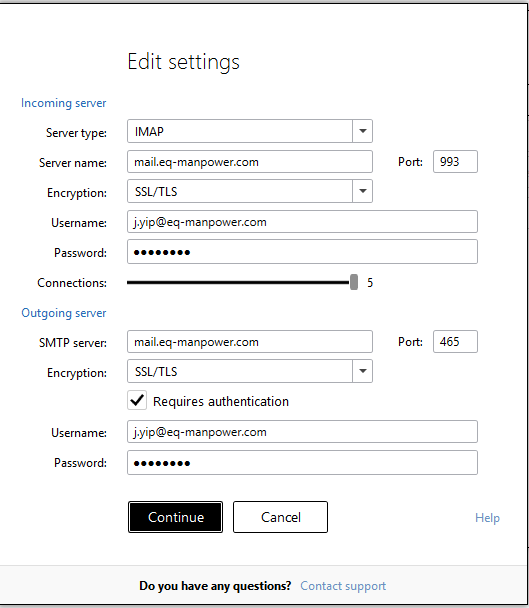 Edit settings
Incoming server
Server type: IMAP
Server name: mail.eq-manpower.com Port: 993
Encryption: SSL/TLS
Username: j.yip@eq-manpower.com
Password: ●●●●●●●●
Connections: 5
Outgoing server
SMTP server: mail.eq-manpower.com Port: 465
Encryption: SSL/TLS
Requires authentication
Username: j.yip@eq-manpower.com
Password: ●●●●●●●●
Continue Cancel Help
Do you have any questions? Contact support